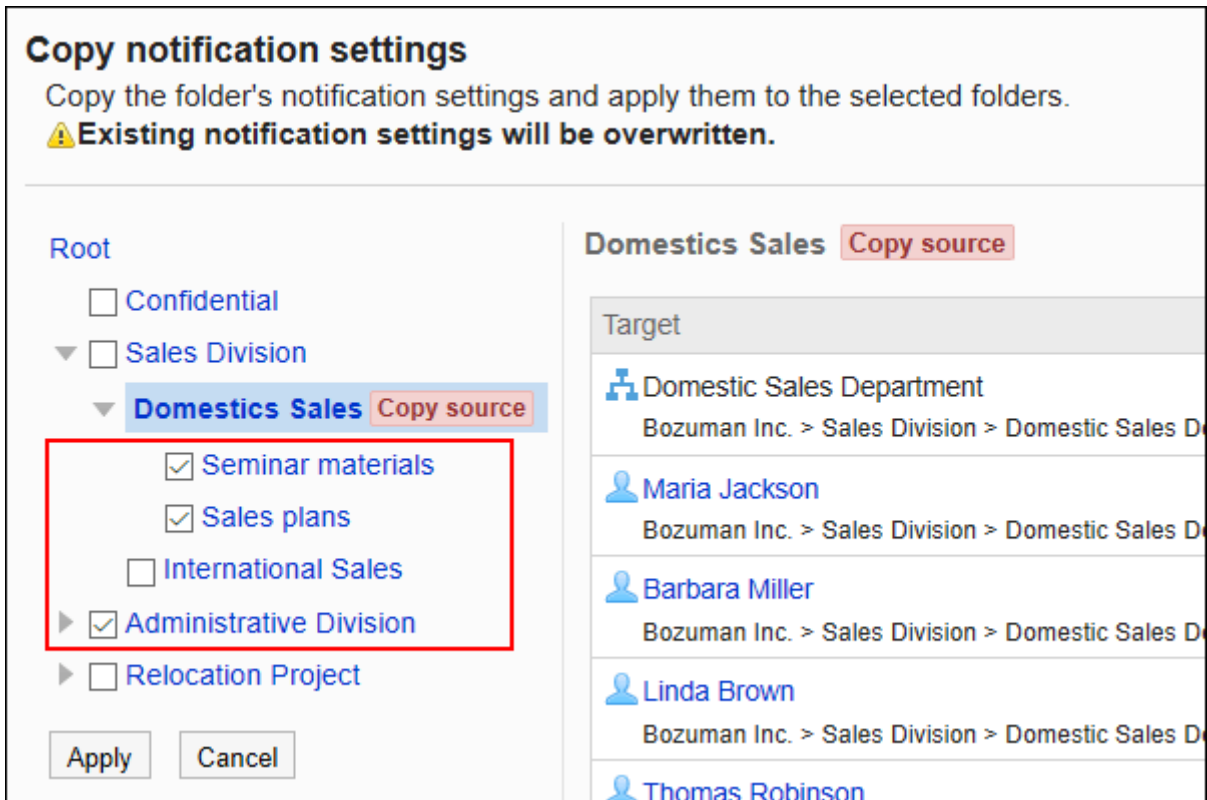 Copy notification settings
Copy the folder's notification settings and apply them to the selected folders.
Existing notification settings will be overwritten.
Root
Confidential
Sales Division
Domestics Sales Copy source
Seminar materials
Sales plans
International Sales
Administrative Division
Relocation Project
Apply Cancel
Domestics Sales Copy source
Target
Domestic Sales Department
Bozuman Inc. > Sales Division > Domestic Sales
Maria Jackson
Bozuman Inc. > Sales Division > Domestic Sales
Barbara Miller
Bozuman Inc. > Sales Division > Domestic Sales
Linda Brown
Bozuman Inc. > Sales Division > Domestic Sales
Thomas Robinson